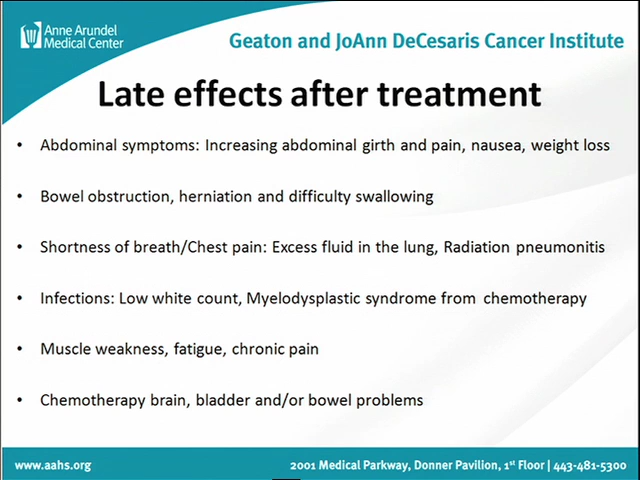 Anne Arundel
Medical Center
Geaton and JoAnn DeCesaris Cancer Institute
Late effects after treatment
• Abdominal symptoms: Increasing abdominal girth and pain, nausea, weight loss
• Bowel obstruction, herniation and difficulty swallowing
• Shortness of breath/Chest pain: Excess fluid in the lung, Radiation pneumonitis
• Infections: Low white count, Myelodysplastic syndrome from chemotherapy
• Muscle weakness, fatigue, chronic pain
• Chemotherapy brain, bladder and/or bowel problems
www.aahs.org
2001 Medical Parkway, Donner Pavilion, 1st Floor | 443-481-5300